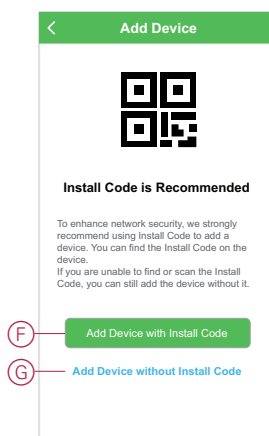 Add Device
Install Code is Recommended
To enhance network security, we strongly
recommend using Install Code to add a
device. You can find the Install Code on the
device.
If you are unable to find or scan the Install
Code, you can still add the device without it.
F
Add Device with Install Code
G
Add Device without Install Code